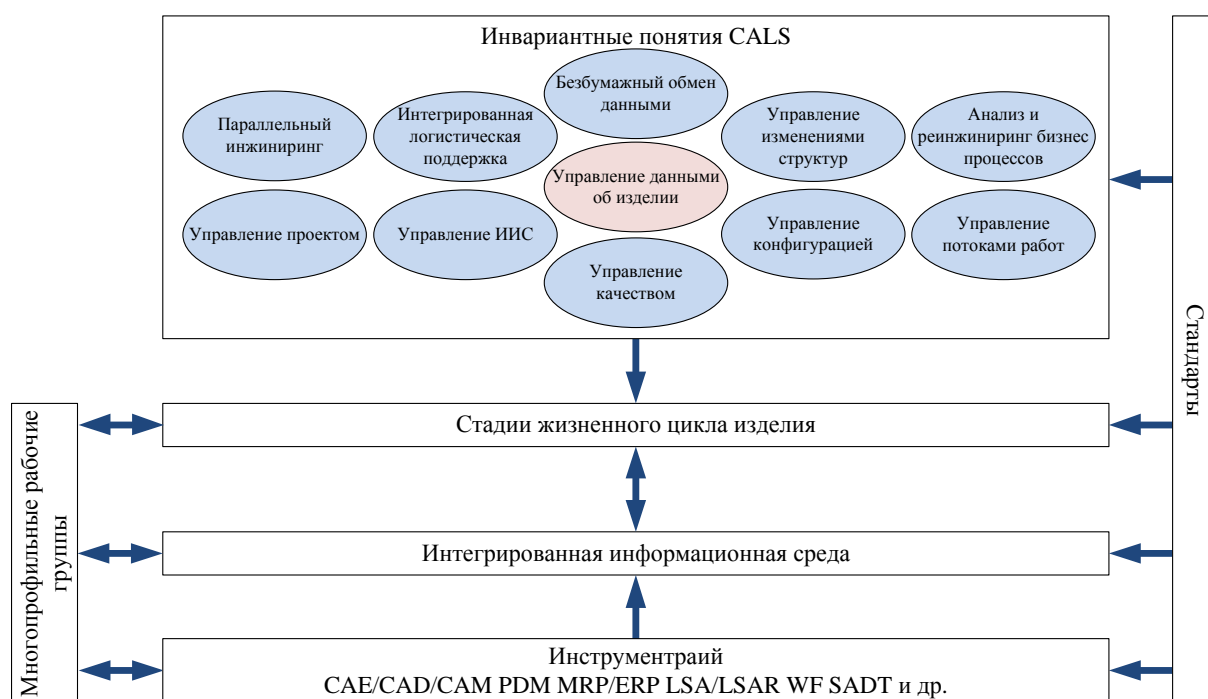 Инвариантные понятия CALS
Безбумажный обмен
данными
Параллельный
инжиниринг
Интегрированная
логистическая
поддержка
Управление
изменениями
структур
Анализ и
реинжиниринг бизнес
процессов
Управление данными
об изделии
Управление проектом
Управление ИИС
Управление
конфигурацией
Управление
потоками работ
Управление
качеством
Стандарты
Многопрофильные рабочие
группы
Стадии жизненного цикла изделия
Интегрированная информационная среда
Инструментраий
CAE/CAD/CAM PDM MRP/ERP LSA/LSAR WF SADT и др.